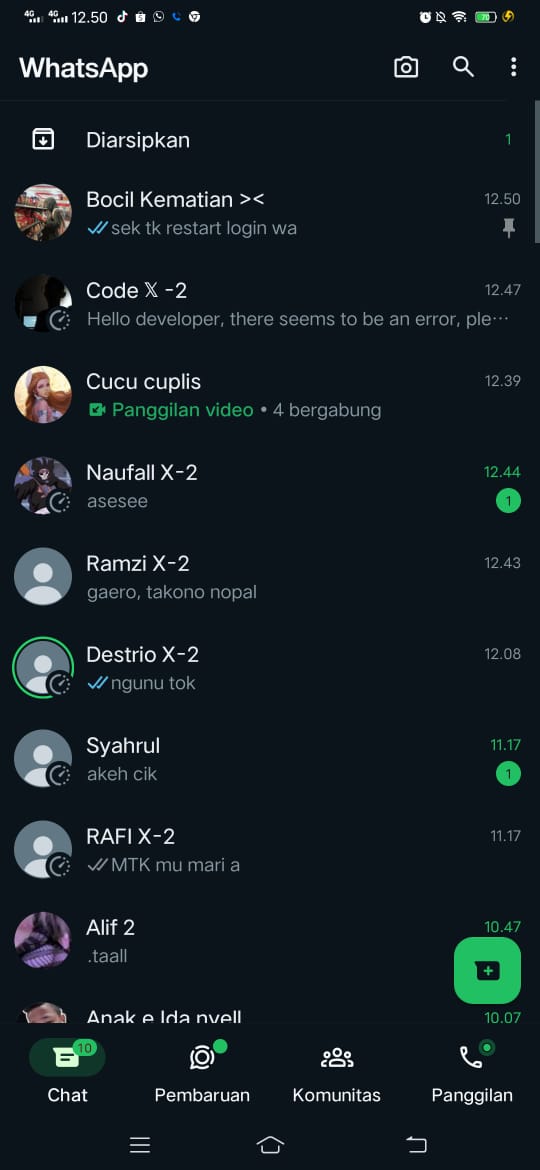 4G 4G 12.50 70
WhatsApp
Diarsipkan 1
Bocil Kematian >< 12.50
sek tk restart login wa
Code 𝕏 -2 12.47
Hello developer, there seems to be an error, ple···
Cucu cuplis 12.39
Panggilan video • 4 bergabung
Naufall X-2 12.44
asesee 1
Ramzi X-2 12.43
gaero, takono nopal
Destrio X-2 12.08
ngunu tok
Syahrul 11.17
akeh cik 1
RAFI X-2 11.17
MTK mu mari a
Alif 2 10.47
.taall
Anak e Ida nyell 10.07
10
Chat Pembaruan Komunitas Panggilan